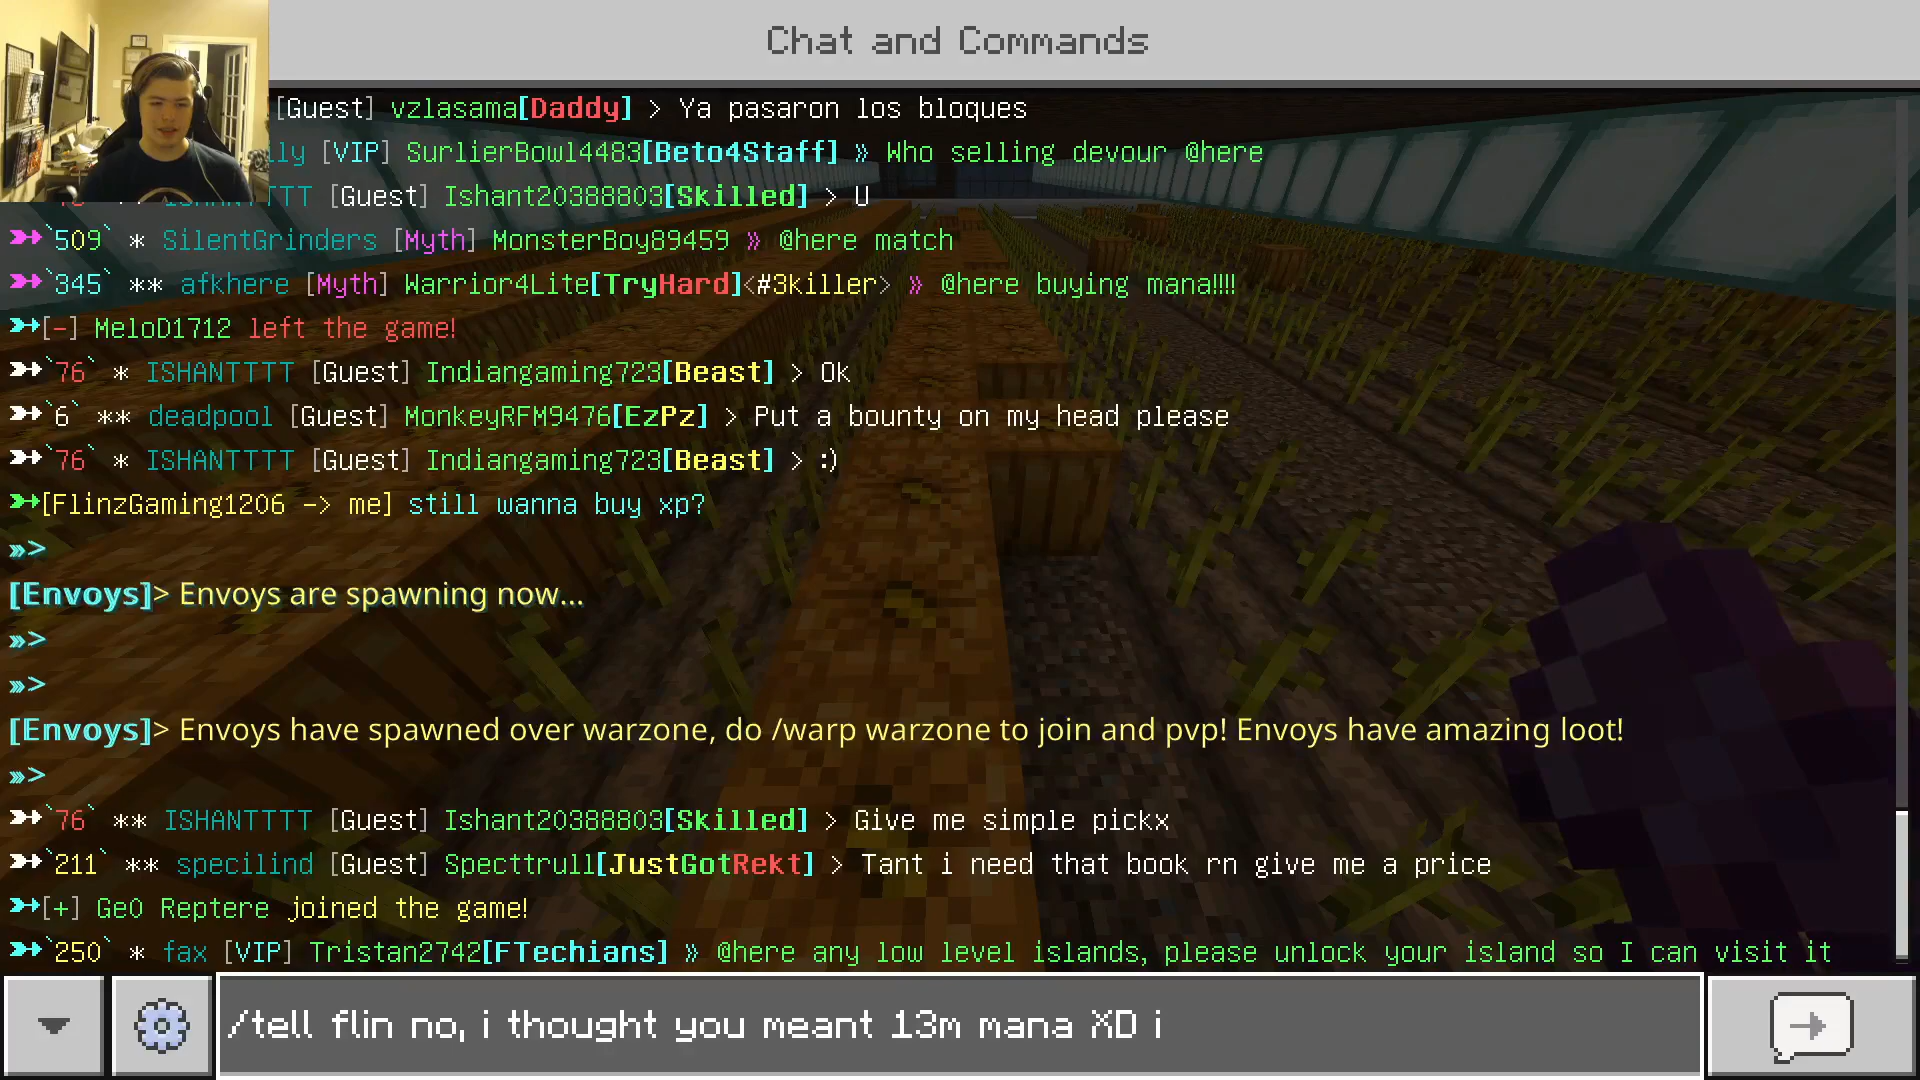 Chat and Commands
[Guest] vzlasama[Daddy] > Ya pasaron los bloques
[VIP] SurlierBowl4483[Beto4Staff] » Who selling devour @here
[Guest] Ishant20388803[Skilled] > U
➳`509` * SilentGrinders [Myth] MonsterBoy89459 » @here match
➳`345` ** afkhere [Myth] Warrior4Lite[TryHard]<#3killer> » @here buying mana!!!!
➳[-] MeloD1712 left the game!
➳`76` * ISHANTTTT [Guest] Indiangaming723[Beast] > Ok
➳`6` ** deadpool [Guest] MonkeyRFM9476[EzPz] > Put a bounty on my head please
➳`76` * ISHANTTTT [Guest] Indiangaming723[Beast] > :)
➳[FlinzGaming1206 -> me] still wanna buy xp?
»>
[Envoys]> Envoys are spawning now...
»>
»>
[Envoys]> Envoys have spawned over warzone, do /warp warzone to join and pvp! Envoys have amazing loot!
»>
➳`76` ** ISHANTTTT [Guest] Ishant20388803[Skilled] > Give me simple pickx
➳`211` ** specilind [Guest] Specttrull[JustGotRekt] > Tant i need that book rn give me a price
➳[+] GeO Reptere joined the game!
➳`250` * fax [VIP] Tristan2742[FTechians] » @here any low level islands, please unlock your island so I can visit it
/tell flin no, i thought you meant 13m mana XD i